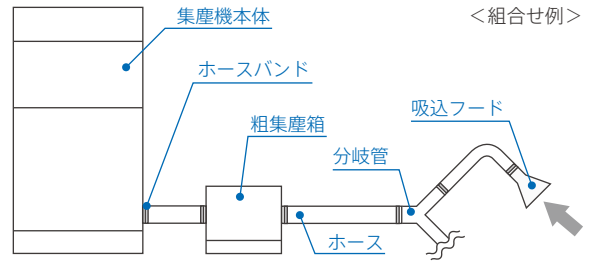 集塵機本体
＜組合せ例＞
ホースバンド
粗集塵箱
吸込フード
分岐管
ホース